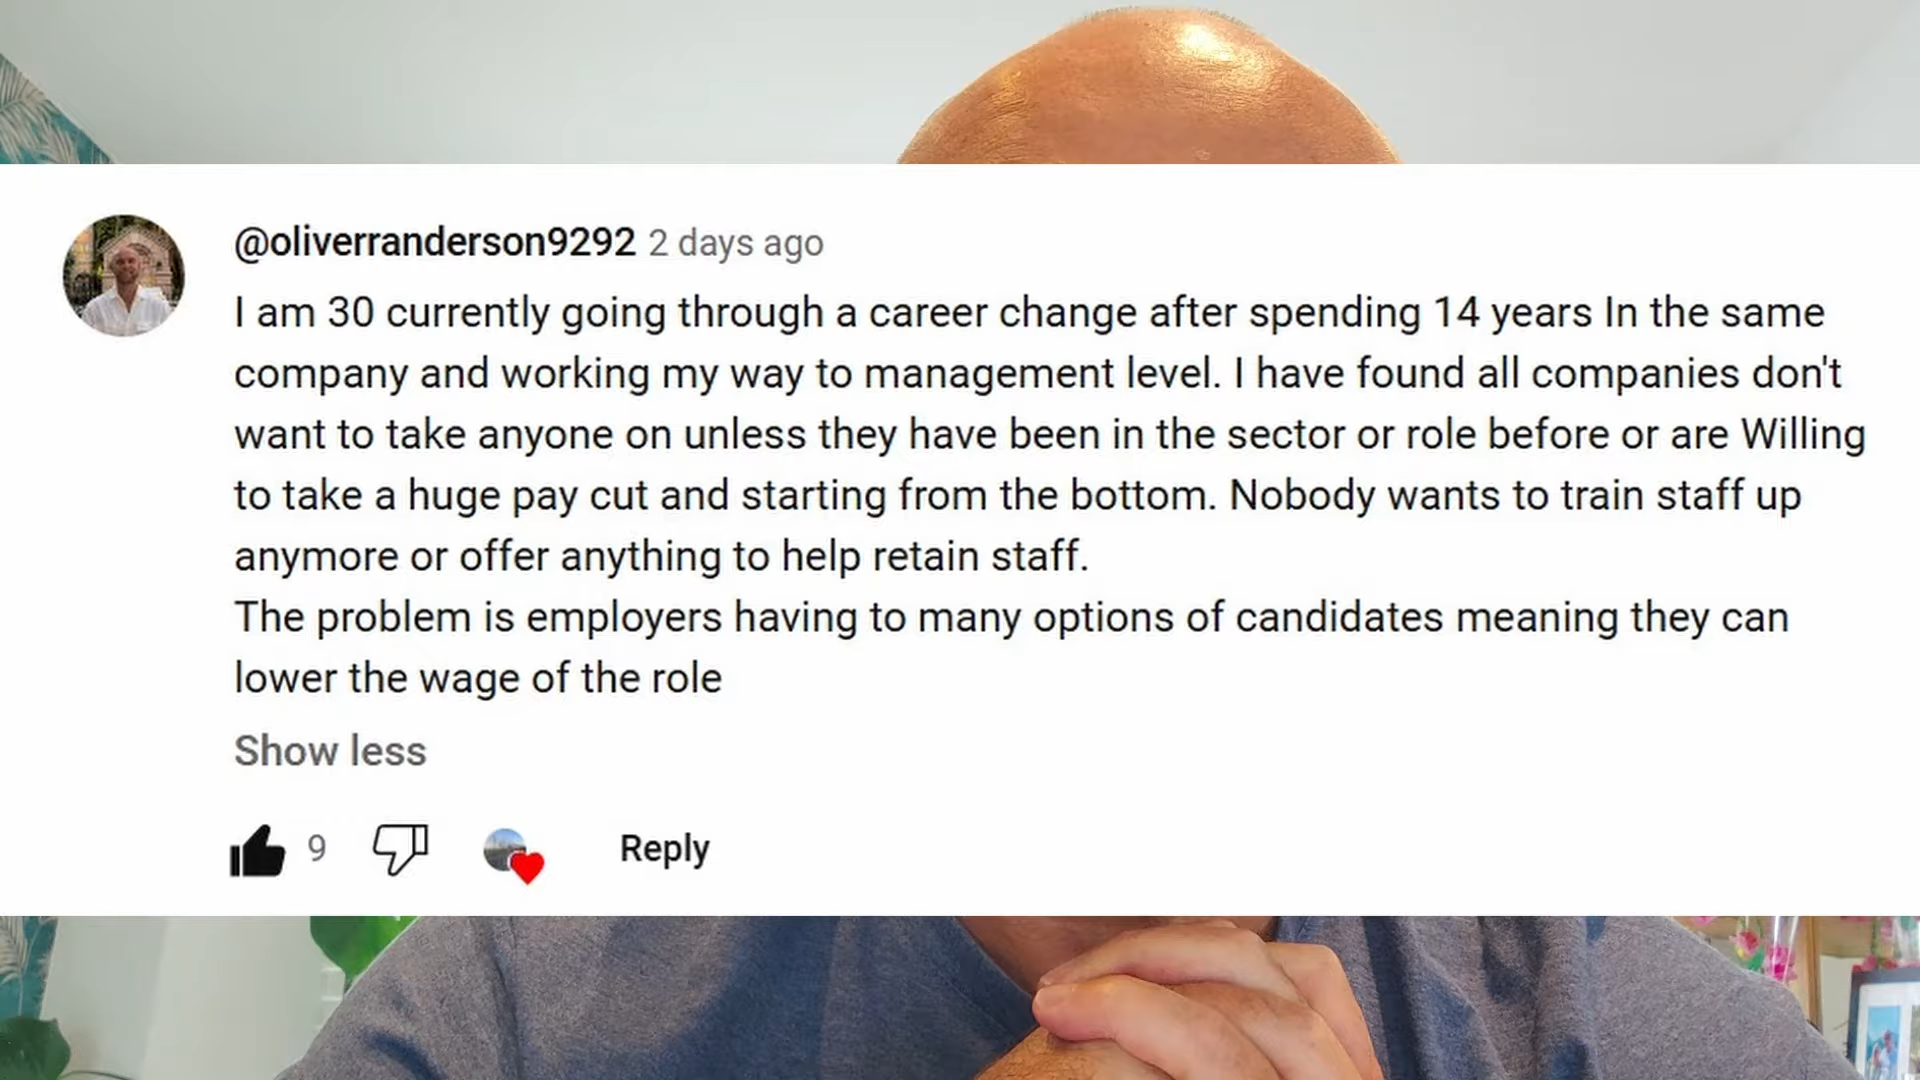 @oliverranderson9292 2 days ago
I am 30 currently going through a career change after spending 14 years In the same
company and working my way to management level. I have found all companies don't
want to take anyone on unless they have been in the sector or role before or are Willing
to take a huge pay cut and starting from the bottom. Nobody wants to train staff up
anymore or offer anything to help retain staff.
The problem is employers having to many options of candidates meaning they can
lower the wage of the role
Show less
9 Reply